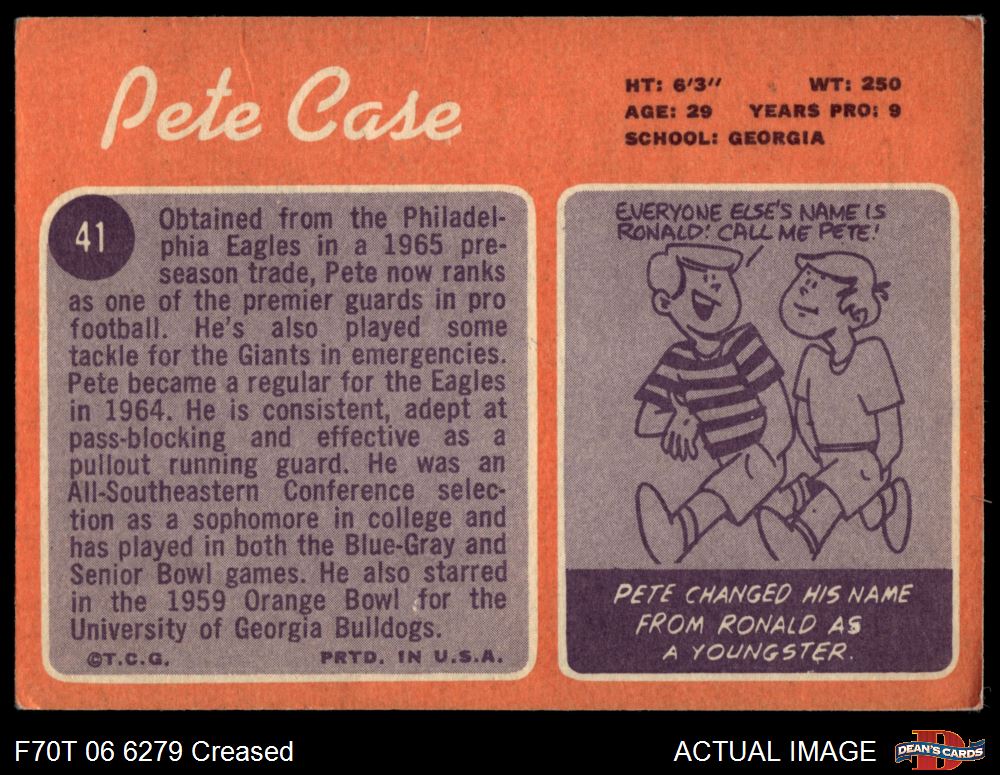 Pete Case
HT: 6'3" WT: 250
AGE: 29 YEARS PRO: 9
SCHOOL: GEORGIA
41
Obtained from the Philadel-
phia Eagles in a 1965 pre-
season trade, Pete now ranks
as one of the premier guards in pro
football. He's also played some
tackle for the Giants in emergencies.
Pete became a regular for the Eagles
in 1964. He is consistent, adept at
pass-blocking and effective as a
pullout running guard. He was an
All-Southeastern Conference selec-
tion as a sophomore in college and
has played in both the Blue-Gray and
Senior Bowl games. He also starred
in the 1959 Orange Bowl for the
University of Georgia Bulldogs.
©T.C.G. PRTD. IN U.S.A.
EVERYONE ELSE'S NAME IS
RONALD! CALL ME PETE!
PETE CHANGED HIS NAME
FROM RONALD AS
A YOUNGSTER.
F70T 06 6279 Creased
ACTUAL IMAGE
D
DEAN'S CARDS